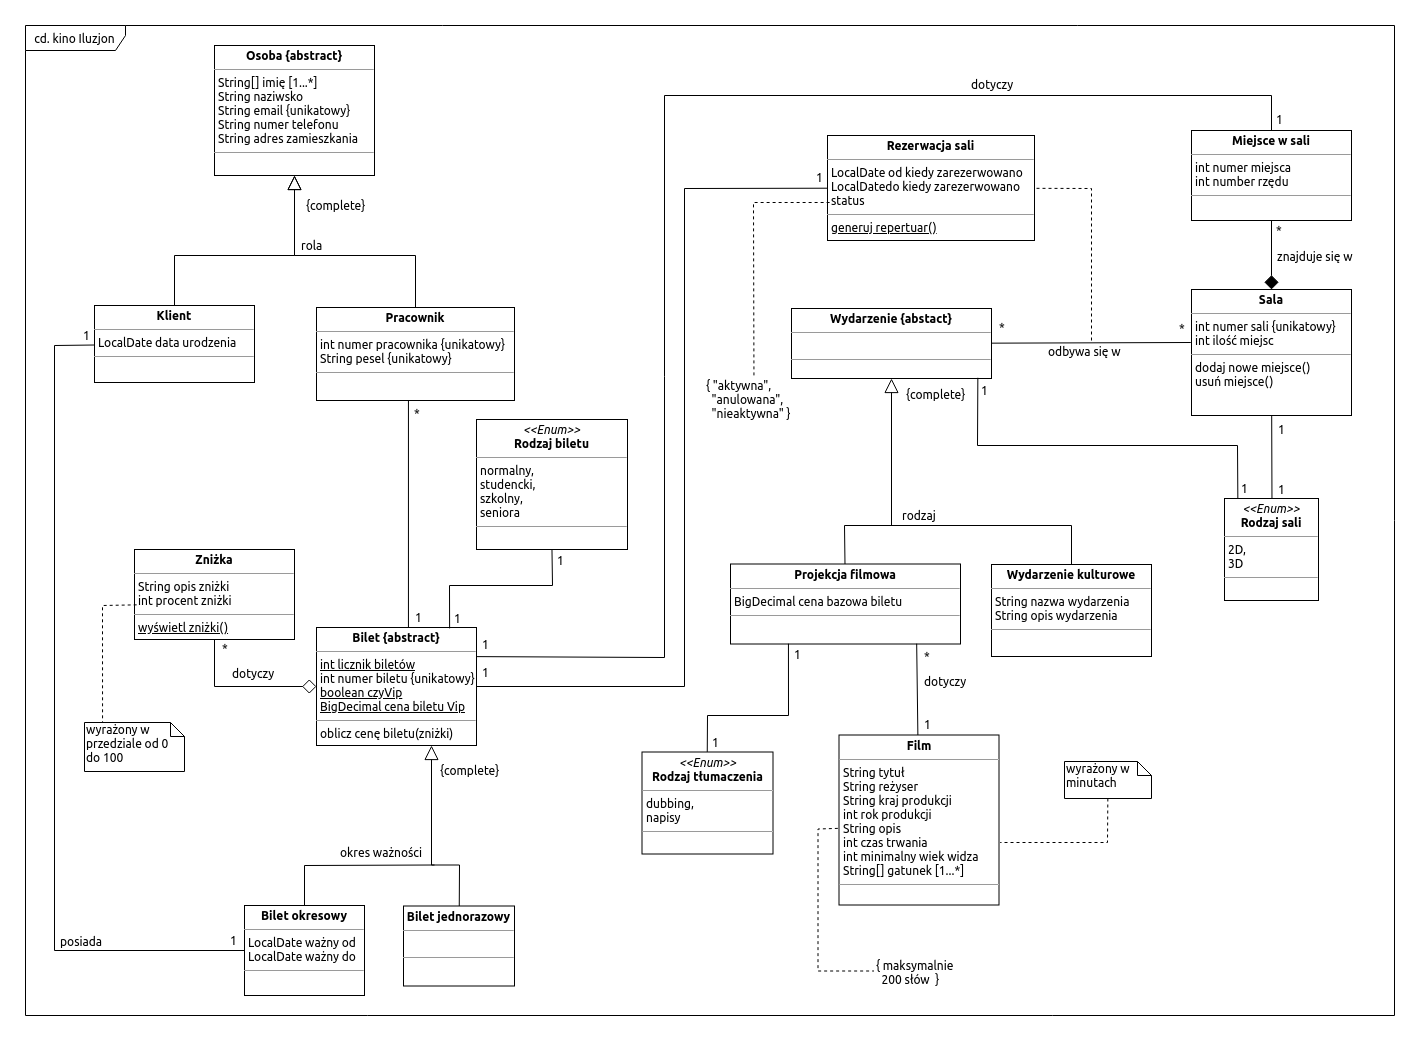 cd. kino Iluzjon
Osoba {abstract}
String[] imię [1...*]
String naziwsko
String email {unikatowy}
String numer telefonu
String adres zamieszkania
{complete}
rola
Klient
LocalDate data urodzenia
1
Pracownik
int numer pracownika {unikatowy}
String pesel {unikatowy}
*
<<Enum>>
Rodzaj biletu
normalny,
studencki,
szkolny,
seniora
1
1
1
Zniżka
String opis zniżki
int procent zniżki
wyświetl zniżki()
*
dotyczy
wyrażony w
przedziale od 0
do 100
Bilet {abstract}
int licznik biletów
int numer biletu {unikatowy}
boolean czyVip
BigDecimal cena biletu Vip
oblicz cenę biletu(zniżki)
1
1
{complete}
okres ważności
Bilet okresowy
LocalDate ważny od
LocalDate ważny do
posiada
1
Bilet jednorazowy
dotyczy
1
Miejsce w sali
int numer miejsca
int number rzędu
*
znajduje się w
Rezerwacja sali
LocalDate od kiedy zarezerwowano
LocalDatedo kiedy zarezerwowano
status
generuj repertuar()
1
{ "aktywna",
"anulowana",
"nieaktywna" }
Wydarzenie {abstact}
*
*
odbywa się w
1
{complete}
Sala
int numer sali {unikatowy}
int ilość miejsc
dodaj nowe miejsce()
usuń miejsce()
1
1
1
<<Enum>>
Rodzaj sali
2D,
3D
rodzaj
Projekcja filmowa
BigDecimal cena bazowa biletu
1
*
dotyczy
1
1
Wydarzenie kulturowe
String nazwa wydarzenia
String opis wydarzenia
<<Enum>>
Rodzaj tłumaczenia
dubbing,
napisy
Film
String tytuł
String reżyser
String kraj produkcji
int rok produkcji
String opis
int czas trwania
int minimalny wiek widza
String[] gatunek [1...*]
wyrażony w
minutach
{ maksymalnie
200 słów }